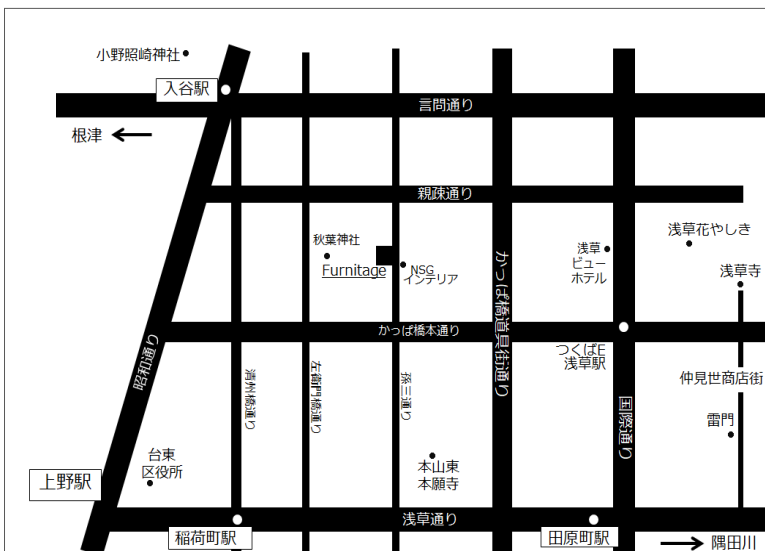 小野照崎神社
入谷駅
言問通り
根津
親疎通り
秋葉神社
Furnitage
NSG
インテリア
かっぱ橋道具街通り
浅草
ビュー
ホテル
浅草花やしき
浅草寺
かっぱ橋本通り
昭和通り
清州橋通り
左衛門橋通り
孫三通り
つくばE
浅草駅
国際通り
仲見世商店街
雷門
台東
区役所
本山東
本願寺
上野駅
稲荷町駅
浅草通り
田原町駅
隅田川